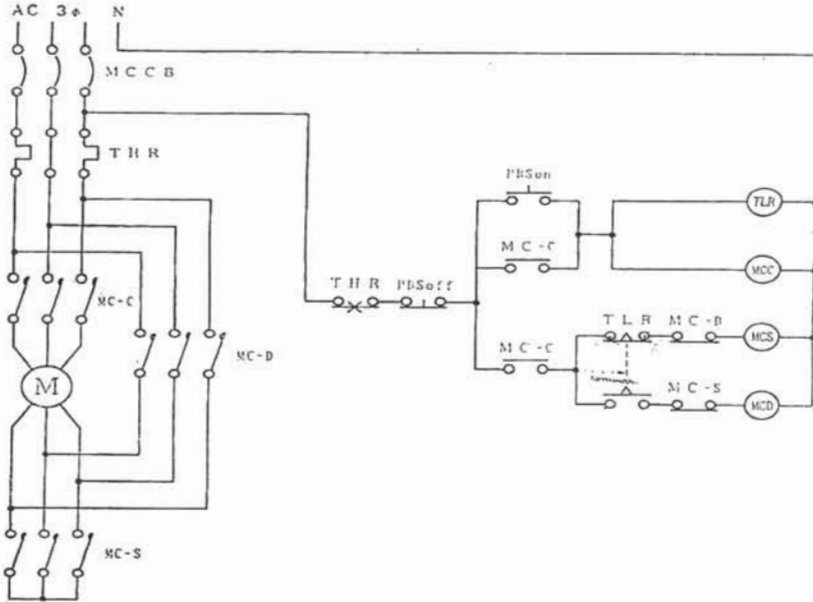 AC 3φ N
MCCB
THR
PBSon
TLR
MC-C
MCC
MC-C
THR PBSoff
MC-D
MC-C TLR MC-B MCS
M
MC-S MCD
MC-S